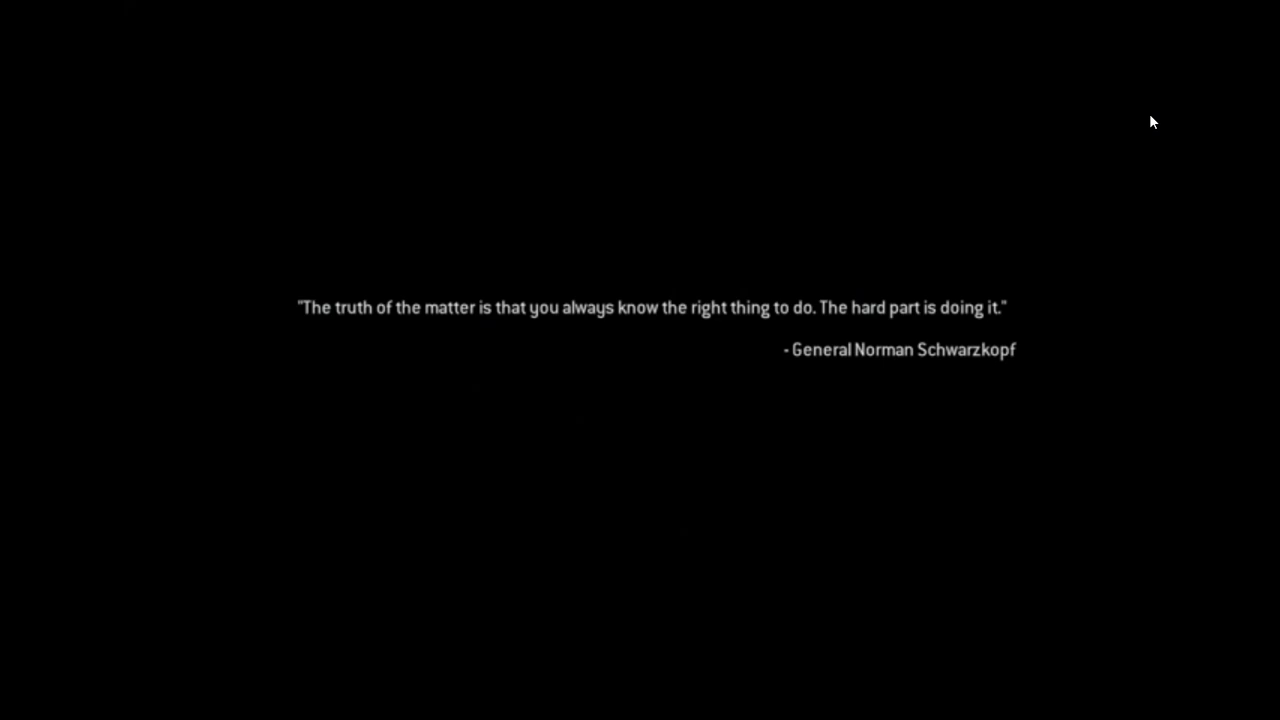 "The truth of the matter is that you always know the right thing to do. The hard part is doing it."
- General Norman Schwarzkopf